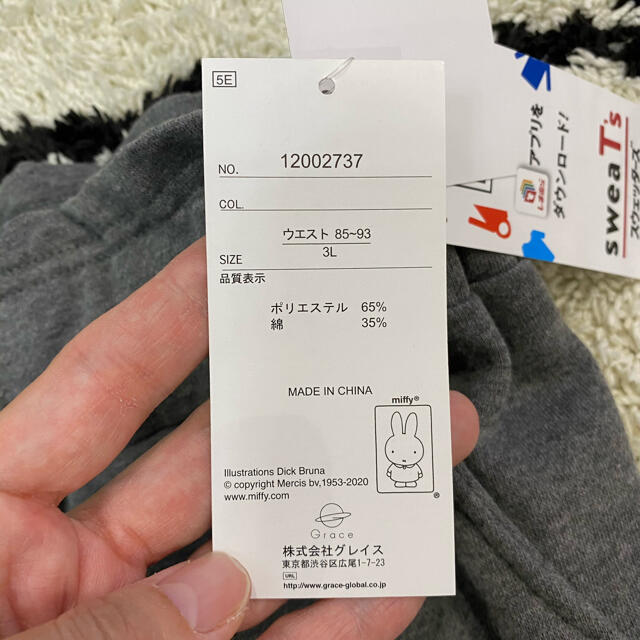 5E
NO. 12002737
COL.
ウエスト 85~93
SIZE 3L
品質表示
ポリエステル 65%
綿 35%
MADE IN CHINA
miffy®
Illustrations Dick Bruna
© copyright Mercis bv,1953-2020
www.miffy.com
®
Grace
株式会社グレイス
東京都渋谷区広尾1-7-23
URL
http://www.grace-global.co.jp
アプリを
ダウンロード!
しまむら
sweaT's
スウェッターズ